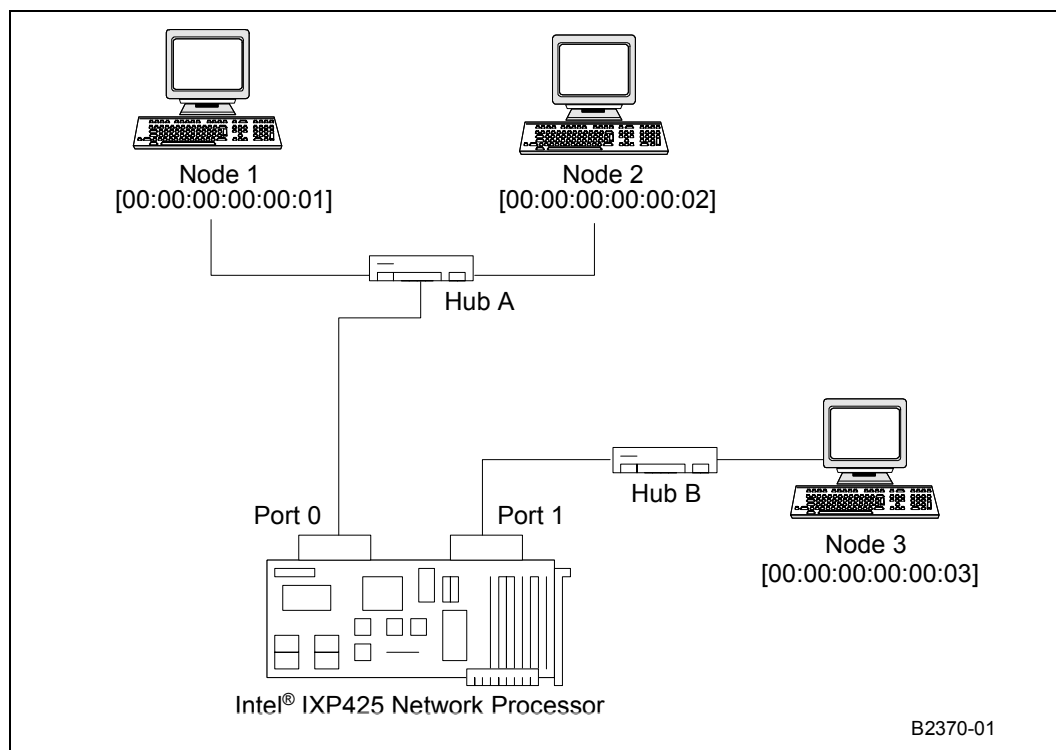 Node 1
[00:00:00:00:00:01]
Node 2
[00:00:00:00:00:02]
Hub A
Hub B
Port 0
Port 1
Node 3
[00:00:00:00:00:03]
Intel® IXP425 Network Processor
B2370-01